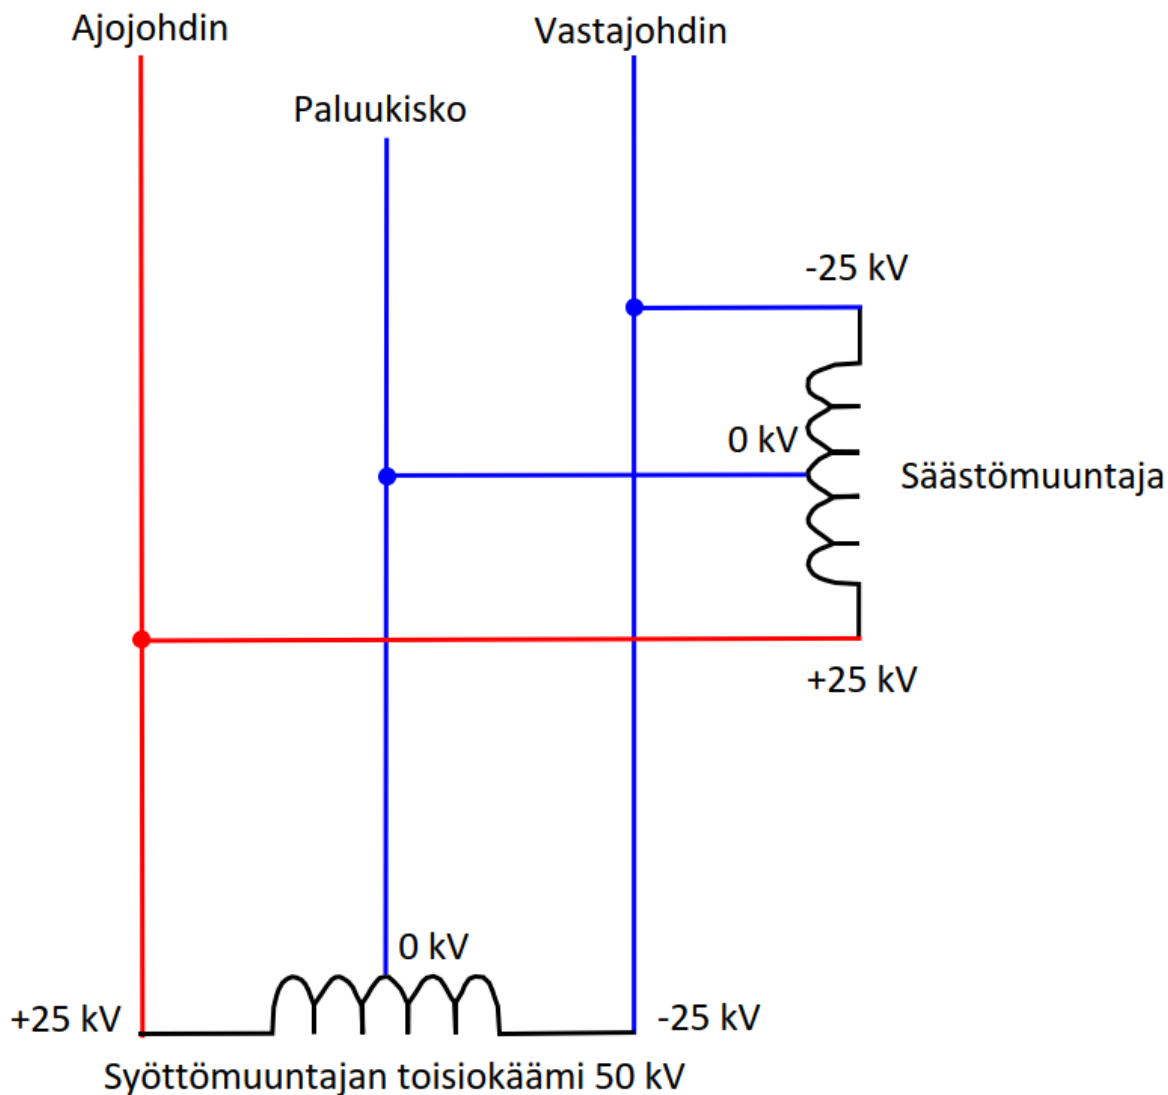 Ajojohdin
Vastajohdin
Paluukisko
-25 kV
0 kV
Säästömuuntaja
+25 kV
0 kV
+25 kV
-25 kV
Syöttömuuntajan toisiokäämi 50 kV